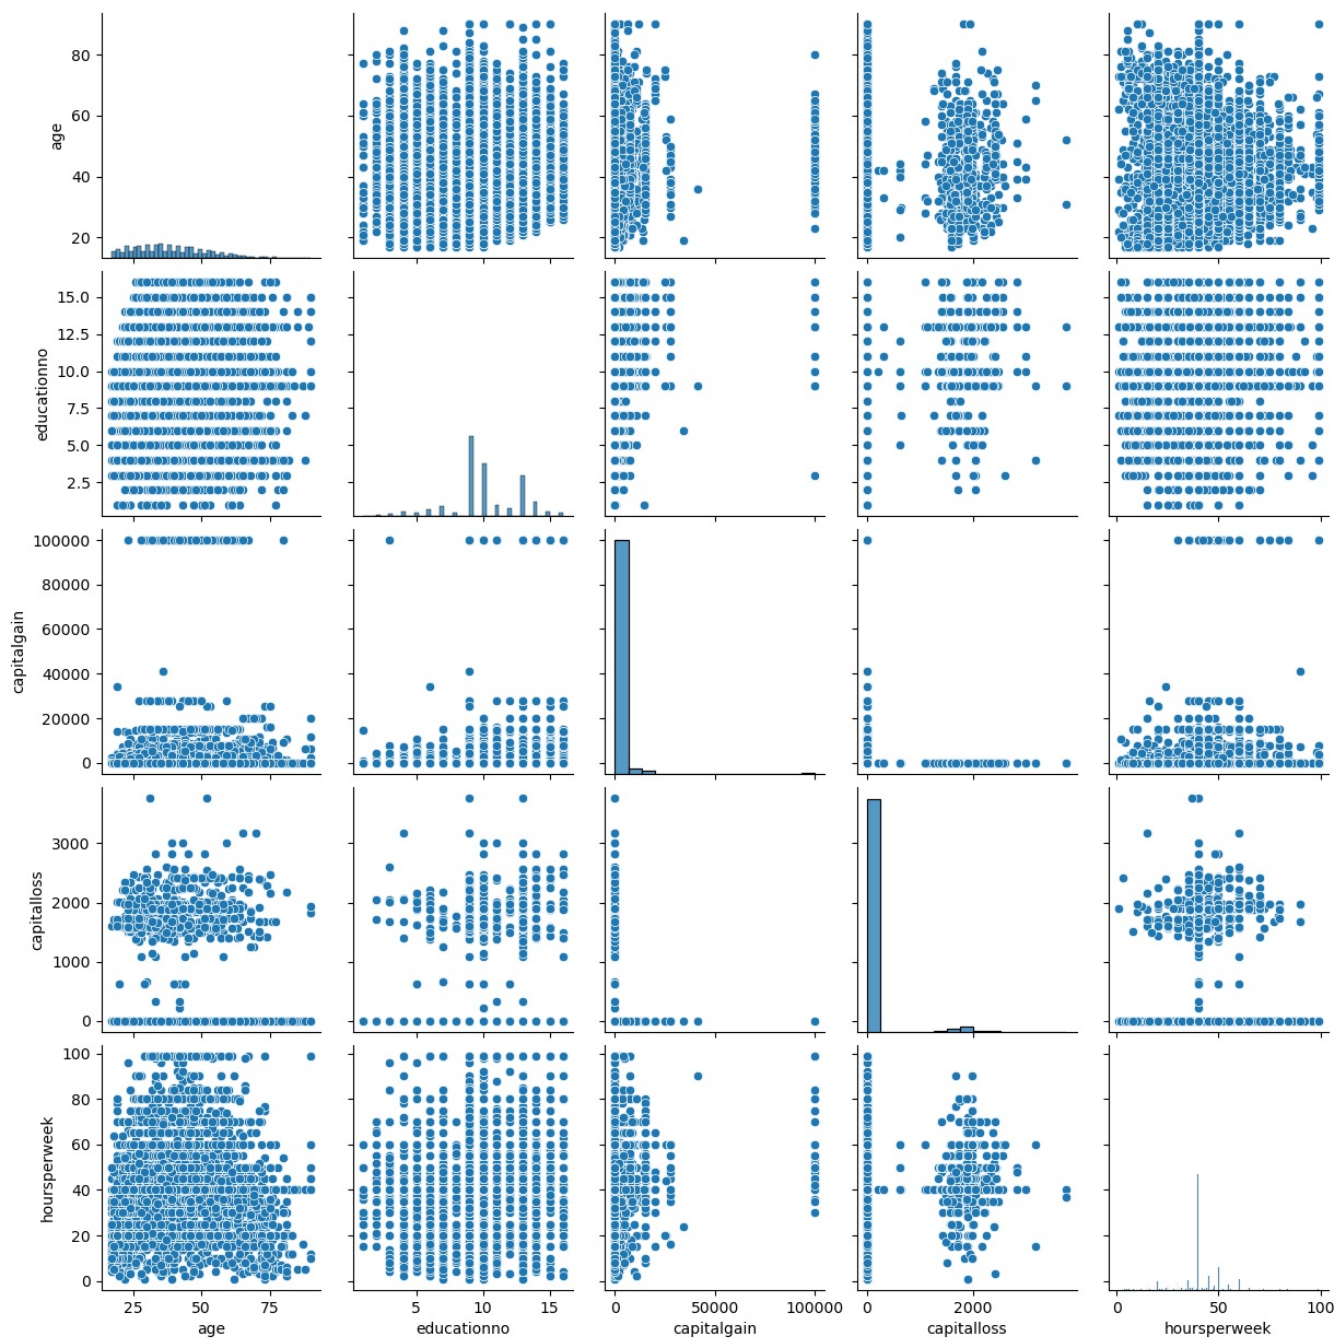 80
60
40
20
age
15.0
12.5
10.0
7.5
5.0
2.5
educationno
100000
80000
60000
40000
20000
0
capitalgain
3000
2000
1000
0
capitalloss
100
80
60
40
20
0
hoursperweek
25 50 75
5 10 15
0 50000 100000
0 2000
0 50 100
age educationno capitalgain capitalloss hoursperweek